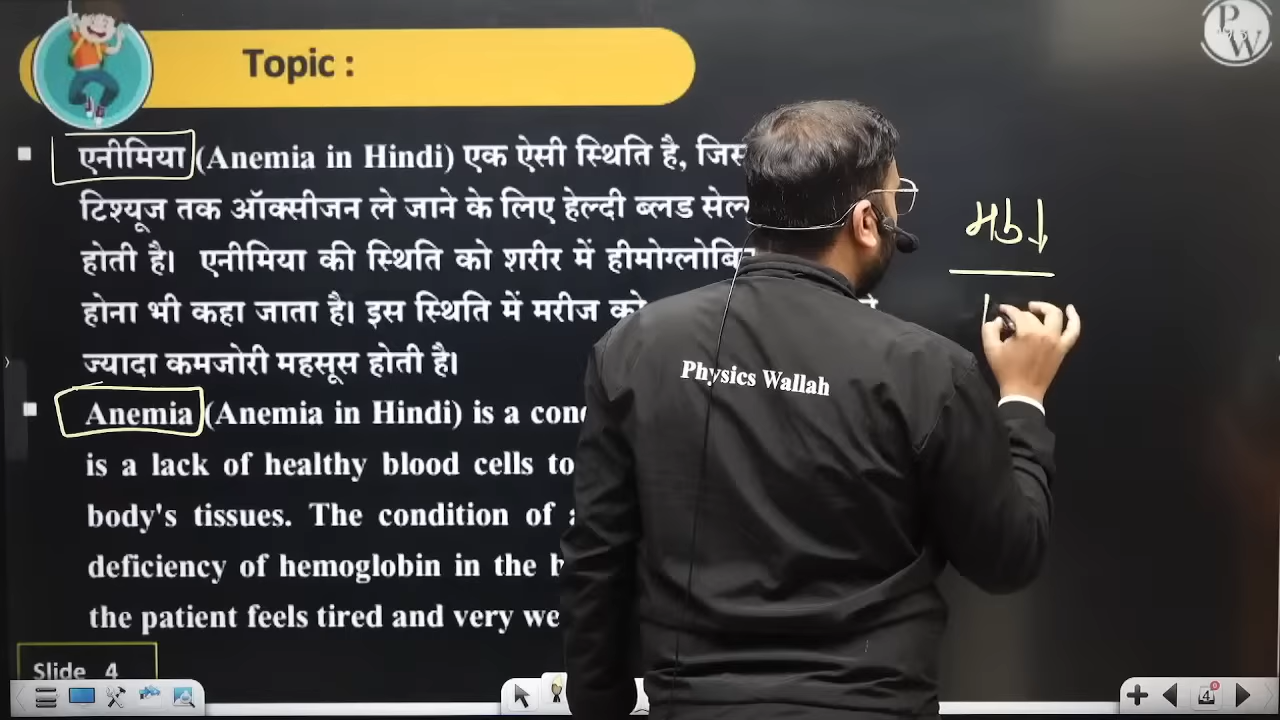 Topic :
PW
एनीमिया (Anemia in Hindi) एक ऐसी स्थिति है, जिस
टिश्यूज तक ऑक्सीजन ले जाने के लिए हेल्दी ब्लड सेल
होती है। एनीमिया की स्थिति को शरीर में हीमोग्लोबि
होना भी कहा जाता है। इस स्थिति में मरीज को
ज्यादा कमजोरी महसूस होती है।
Anemia (Anemia in Hindi) is a con
is a lack of healthy blood cells to
body's tissues. The condition of a
deficiency of hemoglobin in the b
the patient feels tired and very we
Hb↓
Physics Wallah
Slide 4
4